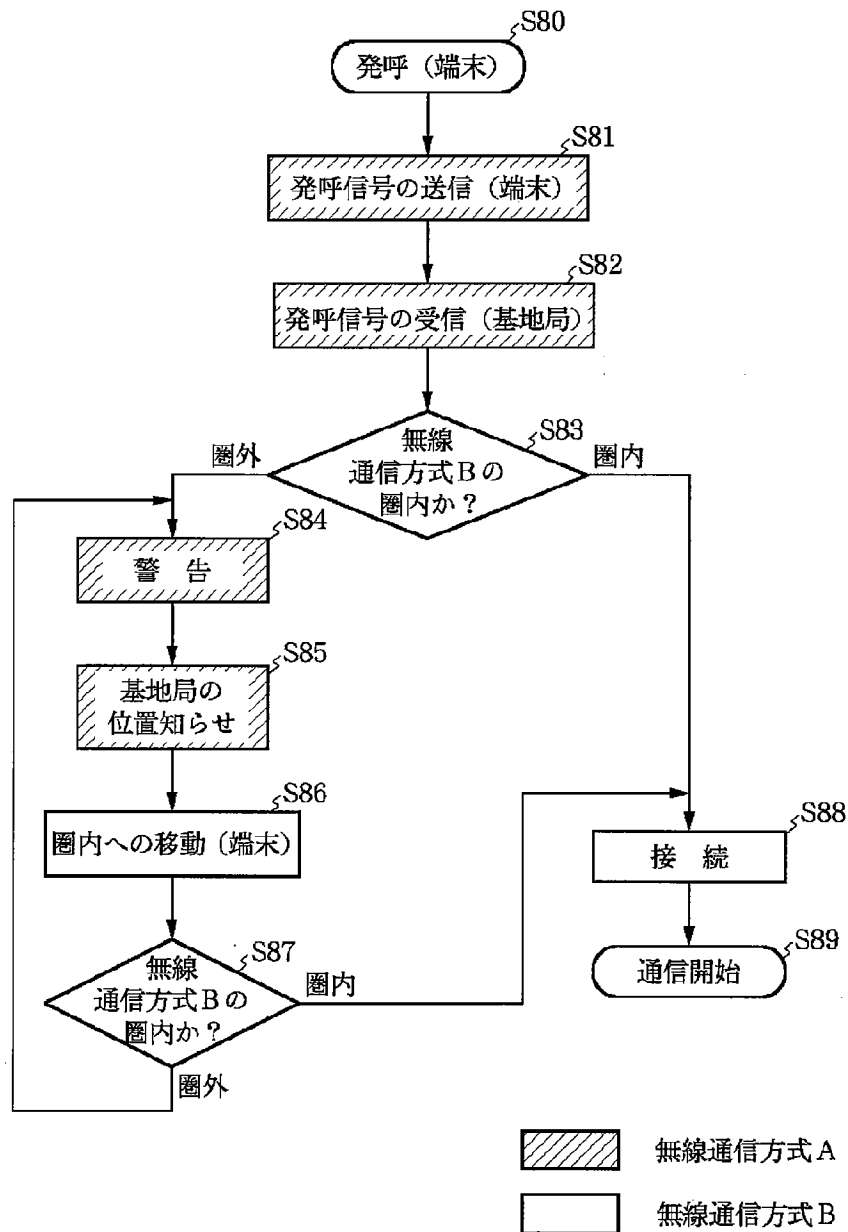 S80
発呼（端末）
S81
発呼信号の送信（端末）
S82
発呼信号の受信（基地局）
S83
無線
通信方式Bの
圏内か？
圏外
圏内
S84
警 告
S85
基地局の
位置知らせ
S86
圏内への移動（端末）
S87
無線
通信方式Bの
圏内か？
圏内
圏外
S88
接 続
S89
通信開始
無線通信方式A
無線通信方式B